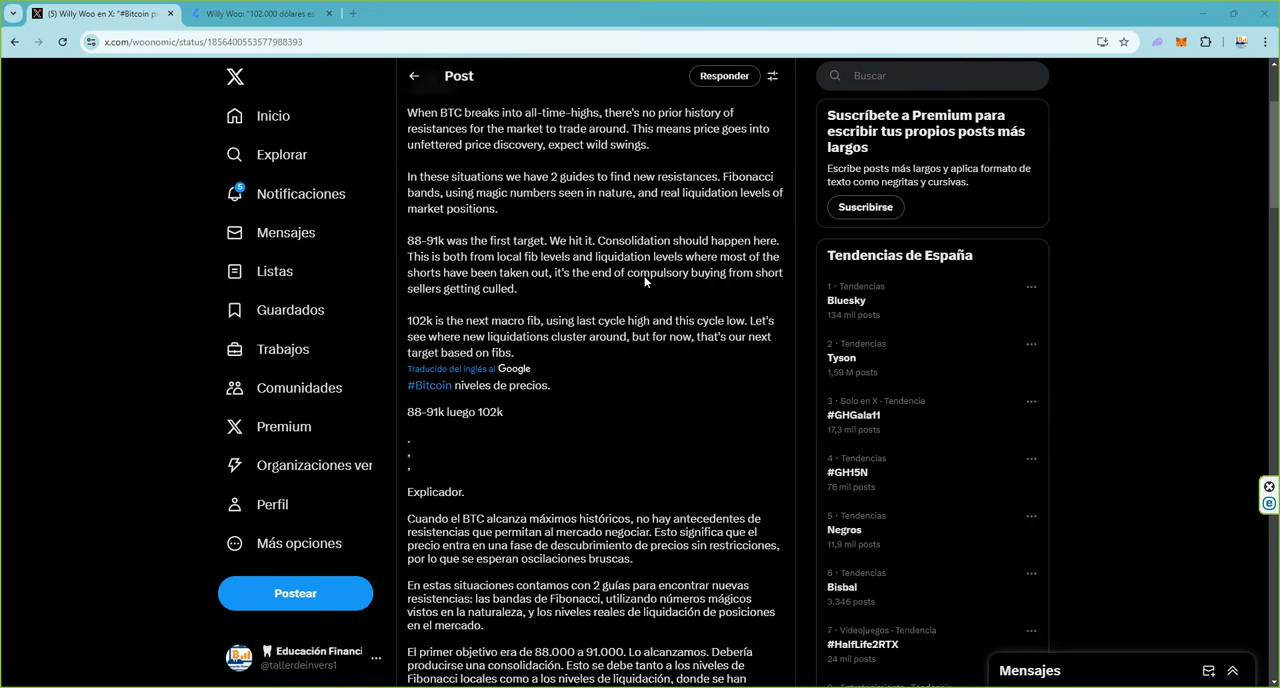 (5) Willy Woo en X: "#Bitcoin p
Willy Woo: "102.000 dólares es
x.com/woonomic/status/1856400553577988393
Inicio
Explorar
5
Notificaciones
Mensajes
Listas
Guardados
Trabajos
Comunidades
Premium
Organizaciones ver
Perfil
Más opciones
Postear
Educación Financi
@tallerdeinvers1
Post
Responder
When BTC breaks into all-time-highs, there's no prior history of
resistances for the market to trade around. This means price goes into
unfettered price discovery, expect wild swings.
In these situations we have 2 guides to find new resistances. Fibonacci
bands, using magic numbers seen in nature, and real liquidation levels of
market positions.
88-91k was the first target. We hit it. Consolidation should happen here.
This is both from local fib levels and liquidation levels where most of the
shorts have been taken out, it's the end of compulsory buying from short
sellers getting culled.
102k is the next macro fib, using last cycle high and this cycle low. Let's
see where new liquidations cluster around, but for now, that's our next
target based on fibs.
Traducido del inglés al Google
#Bitcoin niveles de precios.
88-91k luego 102k
.
,
,
Explicador.
Cuando el BTC alcanza máximos históricos, no hay antecedentes de
resistencias que permitan al mercado negociar. Esto significa que el
precio entra en una fase de descubrimiento de precios sin restricciones,
por lo que se esperan oscilaciones bruscas.
En estas situaciones contamos con 2 guías para encontrar nuevas
resistencias: las bandas de Fibonacci, utilizando números mágicos
vistos en la naturaleza, y los niveles reales de liquidación de posiciones
en el mercado.
El primer objetivo era de 88.000 a 91.000. Lo alcanzamos. Debería
producirse una consolidación. Esto se debe tanto a los niveles de
Fibonacci locales como a los niveles de liquidación, donde se han
Buscar
Suscríbete a Premium para
escribir tus propios posts más
largos
Escribe posts más largos y aplica formato de
texto como negritas y cursivas.
Suscribirse
Tendencias de España
1 · Tendencias
Bluesky
134 mil posts
2 · Tendencias
Tyson
1,59 M posts
3 · Solo en X · Tendencia
#GHGala11
17,3 mil posts
4 · Tendencias
#GH15N
76 mil posts
5 · Tendencias
Negros
11,9 mil posts
6 · Tendencias
Bisbal
3.346 posts
7 · Videojuegos · Tendencia
#HalfLife2RTX
24 mil posts
Mensajes